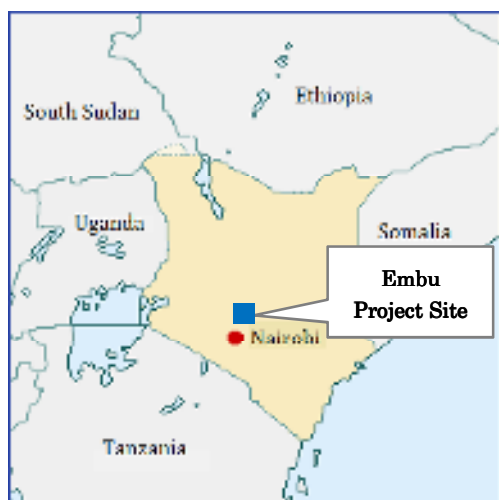 Ethiopia
South Sudan
Uganda
Somalia
Embu
Project Site
Nairobi
Tanzania